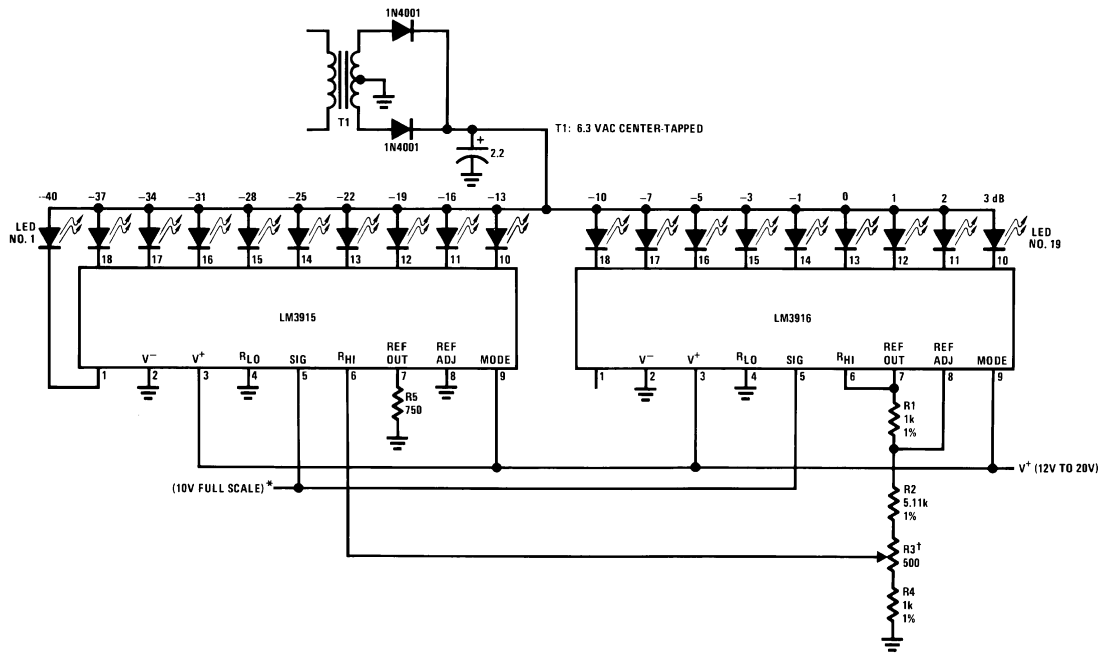 1N4001
T1
1N4001
+
2.2
T1: 6.3 VAC CENTER-TAPPED
–40 –37 –34 –31 –28 –25 –22 –19 –16 –13 –10 –7 –5 –3 –1 0 1 2 3 dB
LED NO. 1
LED NO. 19
18 17 16 15 14 13 12 11 10
18 17 16 15 14 13 12 11 10
LM3915
LM3916
V– V+ RLO SIG RHI REF OUT REF ADJ MODE
V– V+ RLO SIG RHI REF OUT REF ADJ MODE
1 2 3 4 5 6 7 8 9
1 2 3 4 5 6 7 8 9
R5
750
R1
1k
1%
V+ (12V TO 20V)
(10V FULL SCALE)*
R2
5.11k
1%
R3†
500
R4
1k
1%